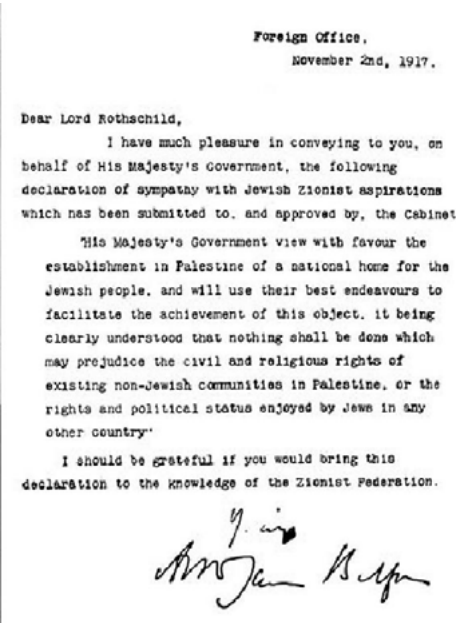 Foreign Office,
November 2nd, 1917.
Dear Lord Rothschild,
I have much pleasure in conveying to you, on
behalf of His Majesty's Government, the following
declaration of sympathy with Jewish Zionist aspirations
which has been submitted to, and approved by, the Cabinet
"His Majesty's Government view with favour the
establishment in Palestine of a national home for the
Jewish people, and will use their best endeavours to
facilitate the achievement of this object, it being
clearly understood that nothing shall be done which
may prejudice the civil and religious rights of
existing non-Jewish communities in Palestine, or the
rights and political status enjoyed by Jews in any
other country"
I should be grateful if you would bring this
declaration to the knowledge of the Zionist Federation.